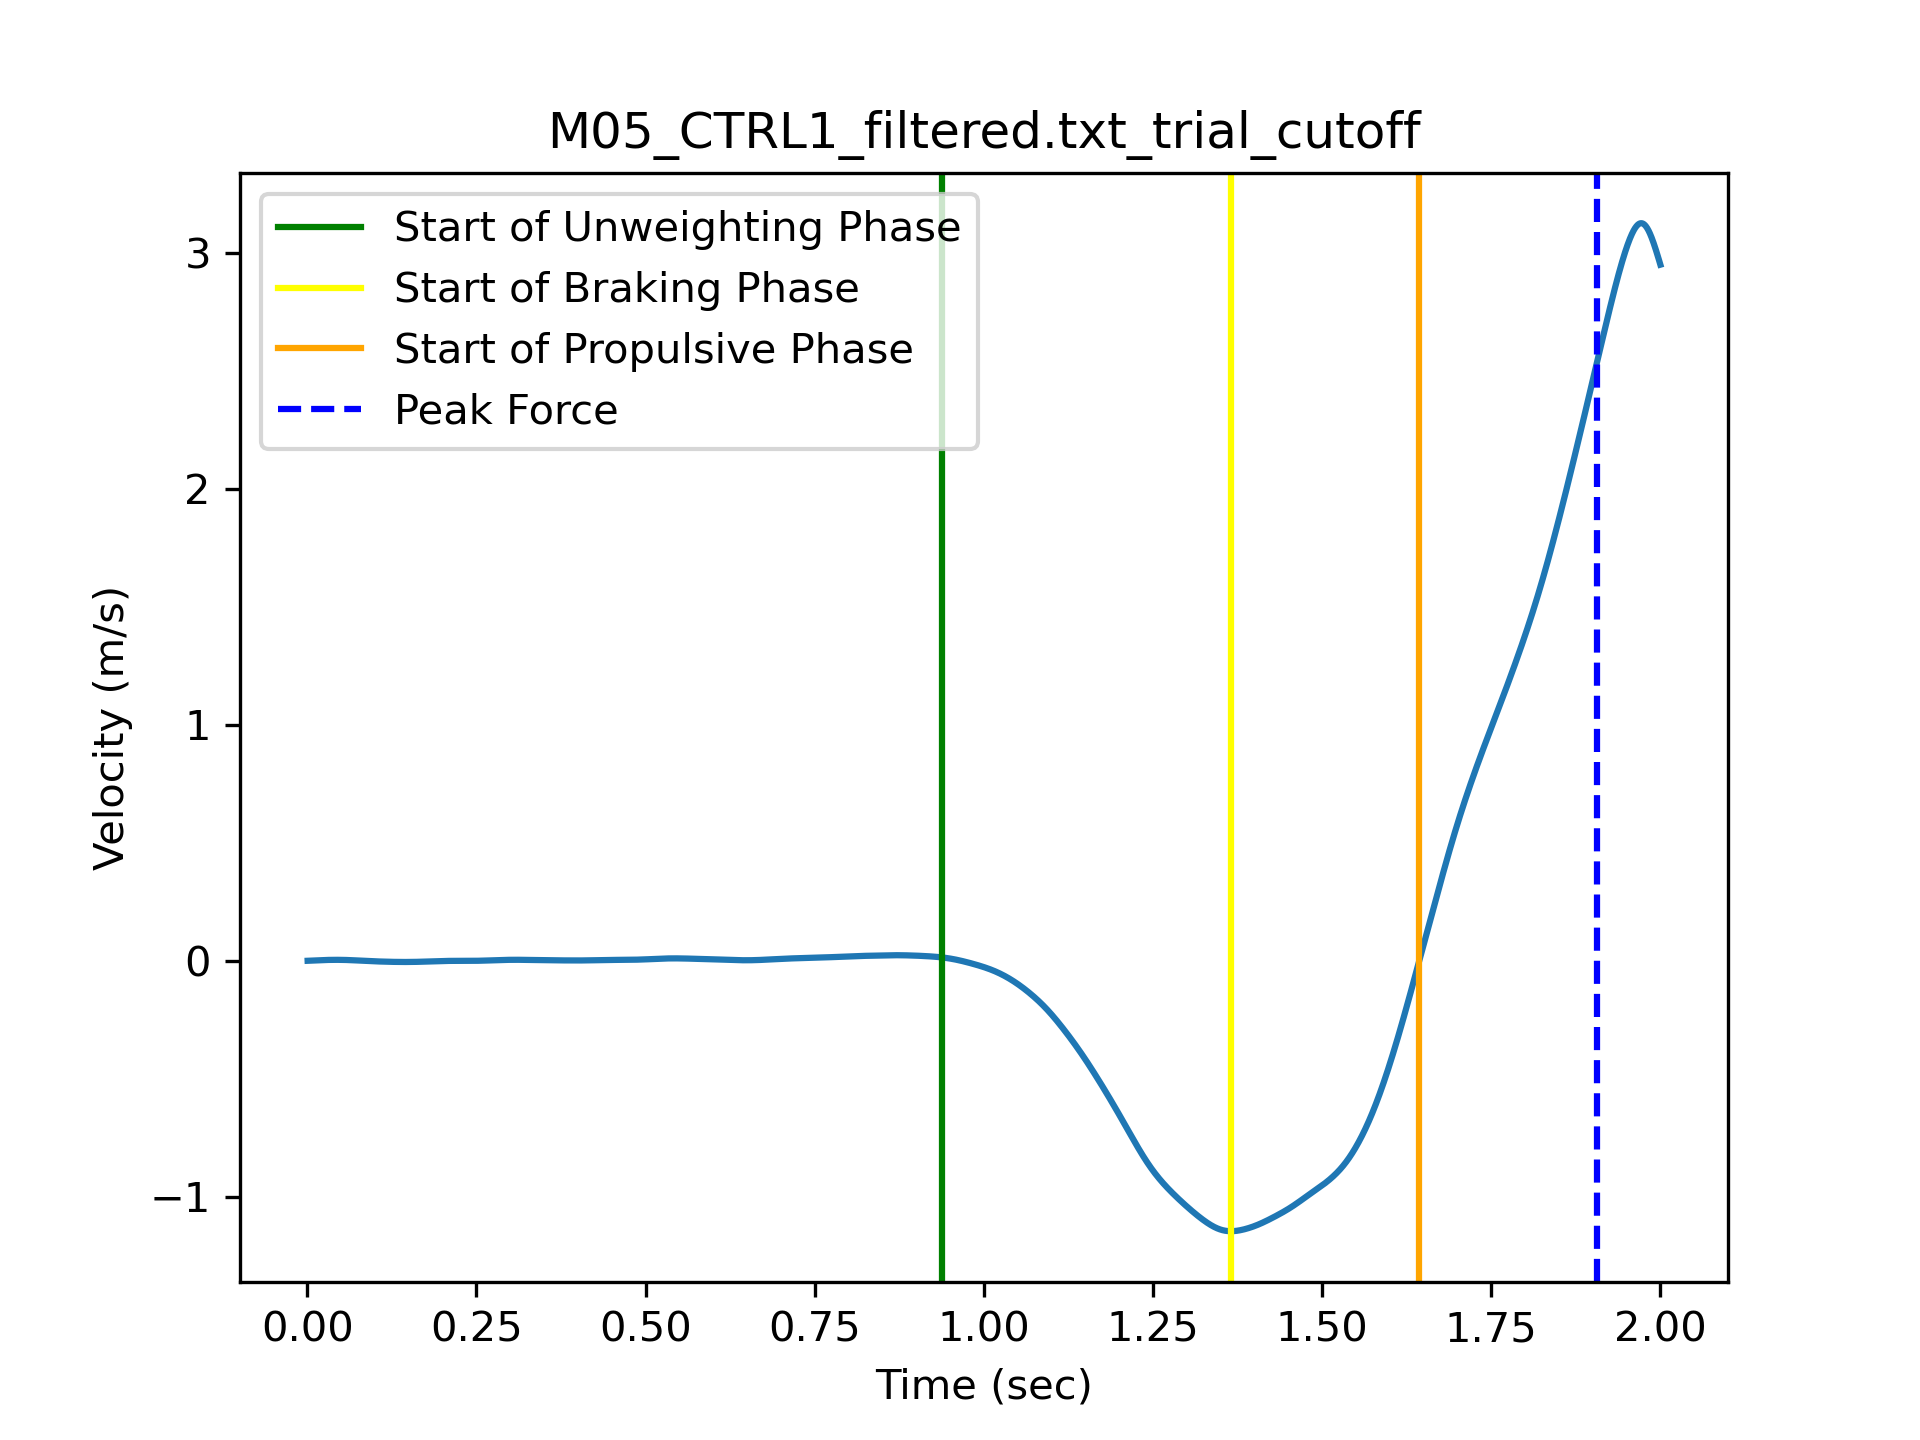 M05_CTRL1_filtered.txt_trial_cutoff
Start of Unweighting Phase
Start of Braking Phase
Start of Propulsive Phase
Peak Force
3
2
1
0
−1
Velocity (m/s)
0.00 0.25 0.50 0.75 1.00 1.25 1.50 1.75 2.00
Time (sec)